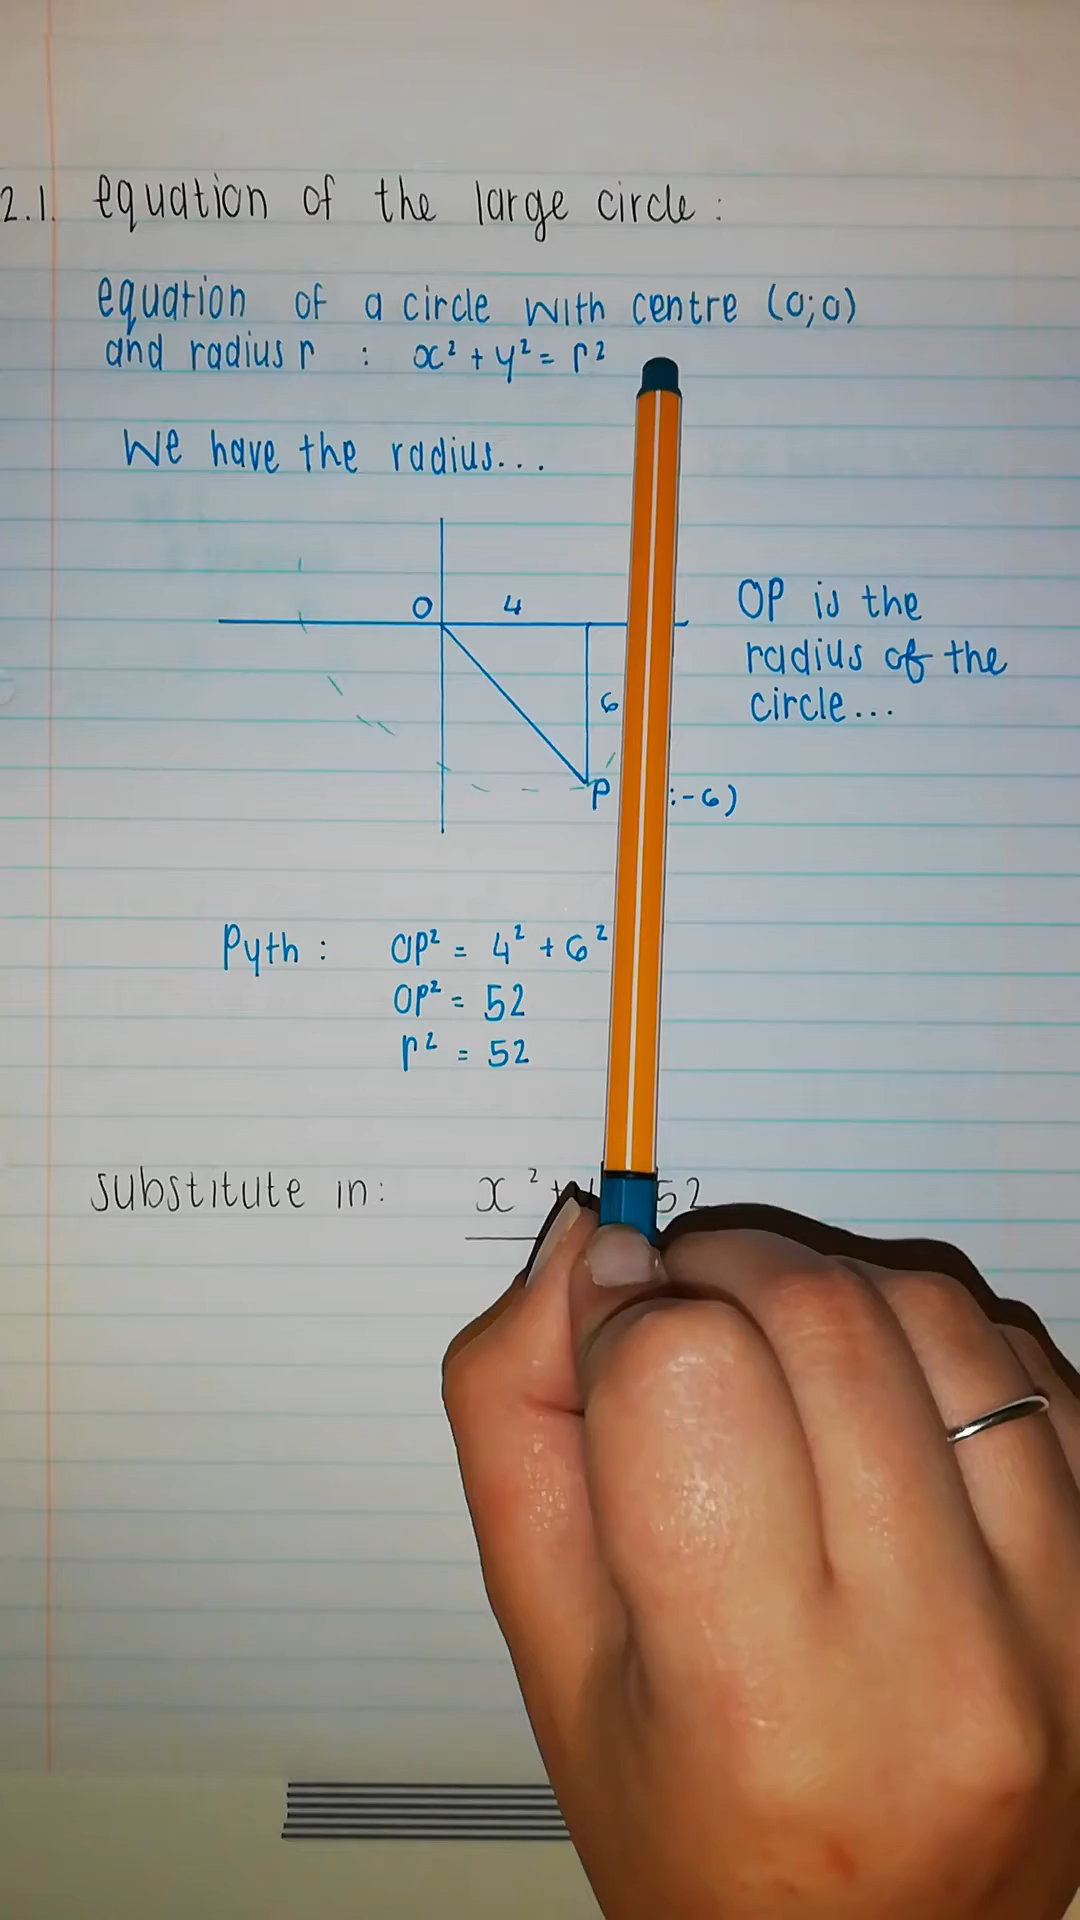 2.1. equation of the large circle :
equation of a circle with centre (0;0)
and radius r : x² + y² = r²
We have the radius...
O 4
OP is the
radius of the
circle...
6
P :-6)
Pyth : OP² = 4² + 6²
OP² = 52
r² = 52
substitute in: x² + 52